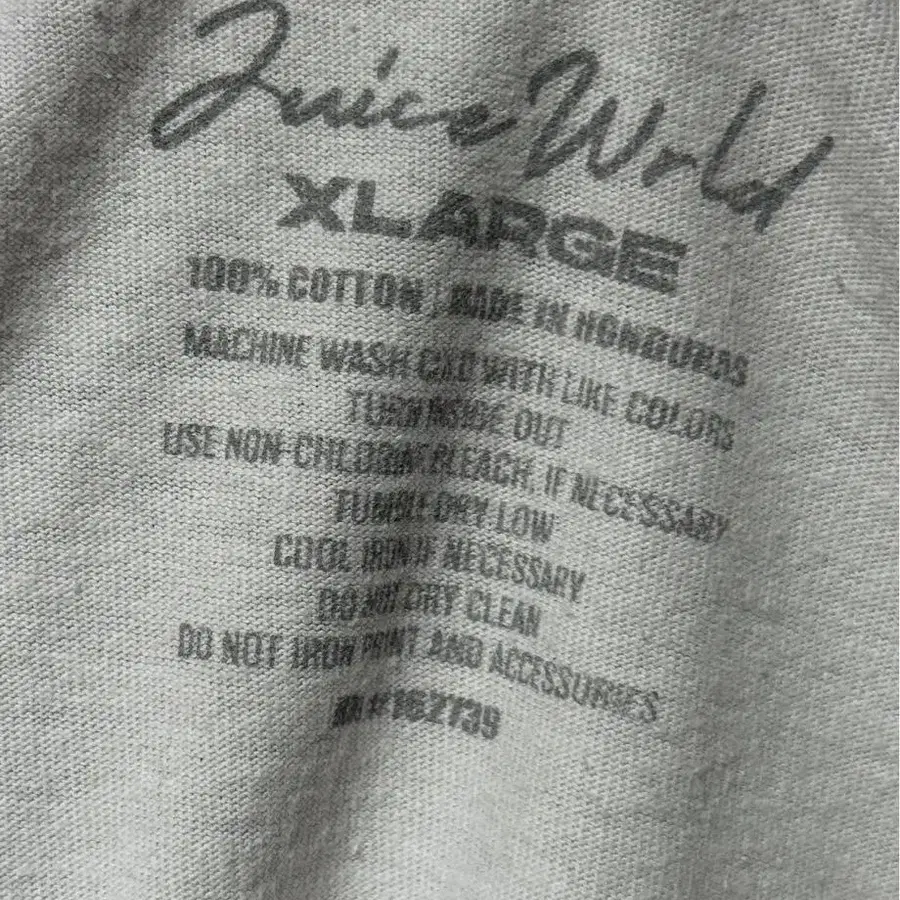 Juice Wrld
XLARGE
100% COTTON | MADE IN HONDURAS
MACHINE WASH COLD WITH LIKE COLORS
TURN INSIDE OUT
USE NON-CHLORINE BLEACH, IF NECESSARY
TUMBLE DRY LOW
COOL IRON IF NECESSARY
DO NOT DRY CLEAN
DO NOT IRON PRINT AND ACCESSORIES
162739